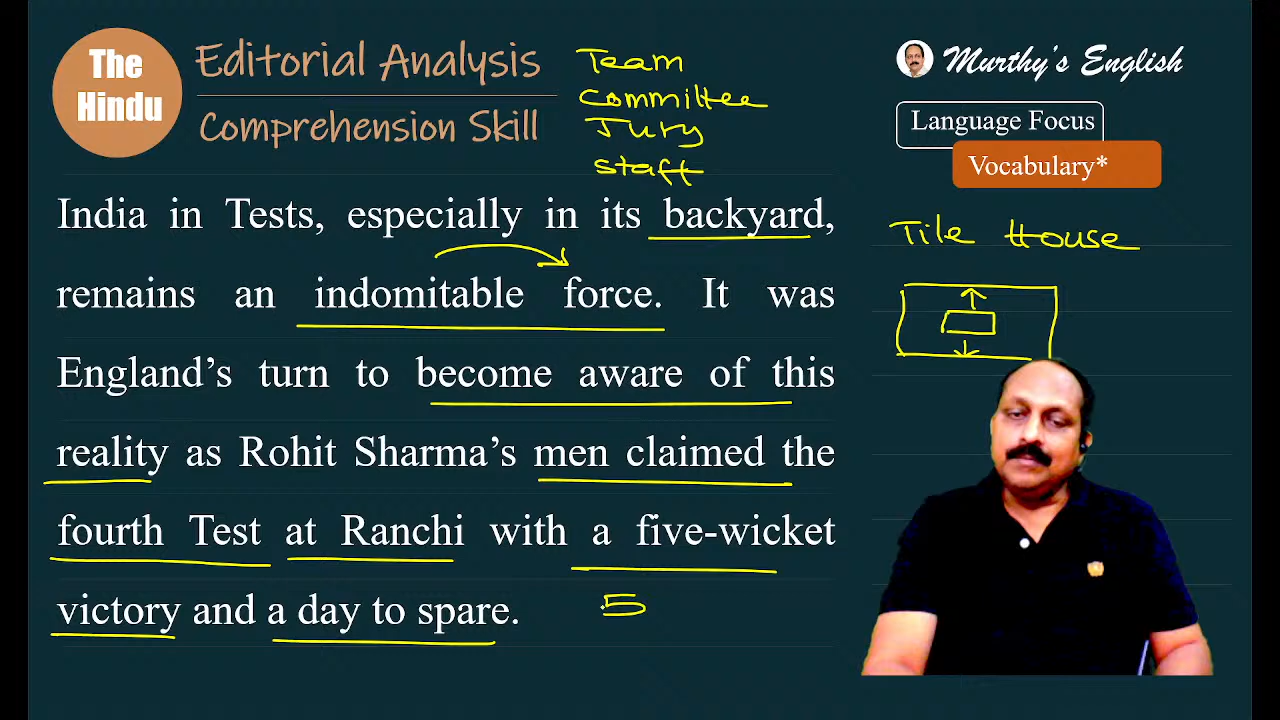 The
Hindu
Editorial Analysis
Comprehension Skill
Team
Committee
Jury
Staff
Murthy's English
Language Focus
Vocabulary*
India in Tests, especially in its backyard,
remains an indomitable force. It was
England’s turn to become aware of this
reality as Rohit Sharma’s men claimed the
fourth Test at Ranchi with a five-wicket
victory and a day to spare.
5
Tile House